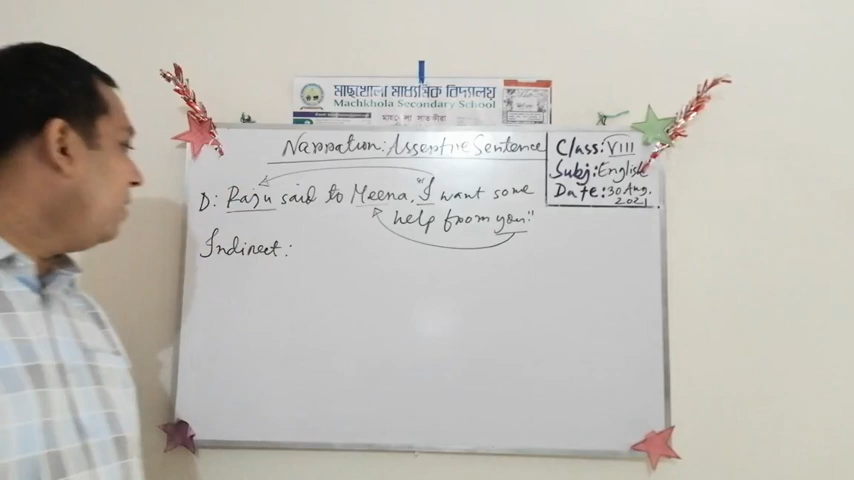 মাছখোলা মাধ্যমিক বিদ্যালয়
Machkhola Secondary School
Narration: Assertive Sentence
Class: VIII
Subj: English
Date: 30 Aug. 2021
D: Raju said to Meena, "I want some
help from you."
Indirect: